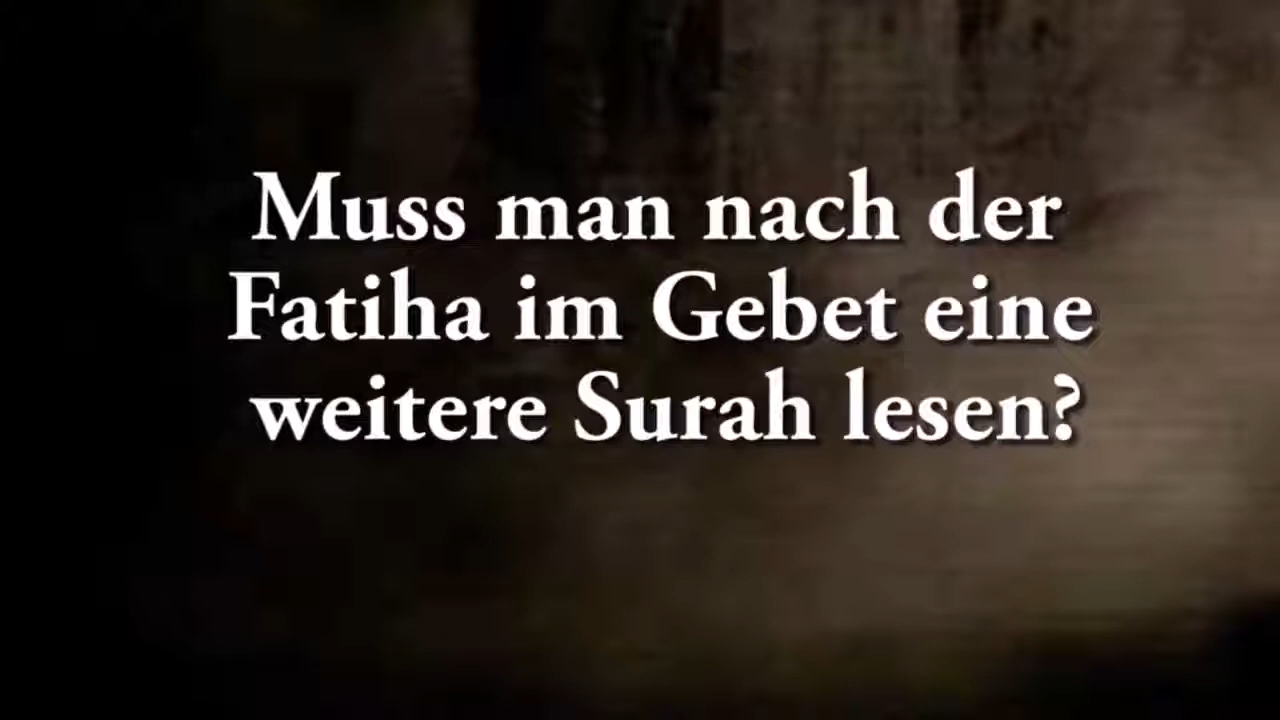 Muss man nach der
Fatiha im Gebet eine
weitere Surah lesen?